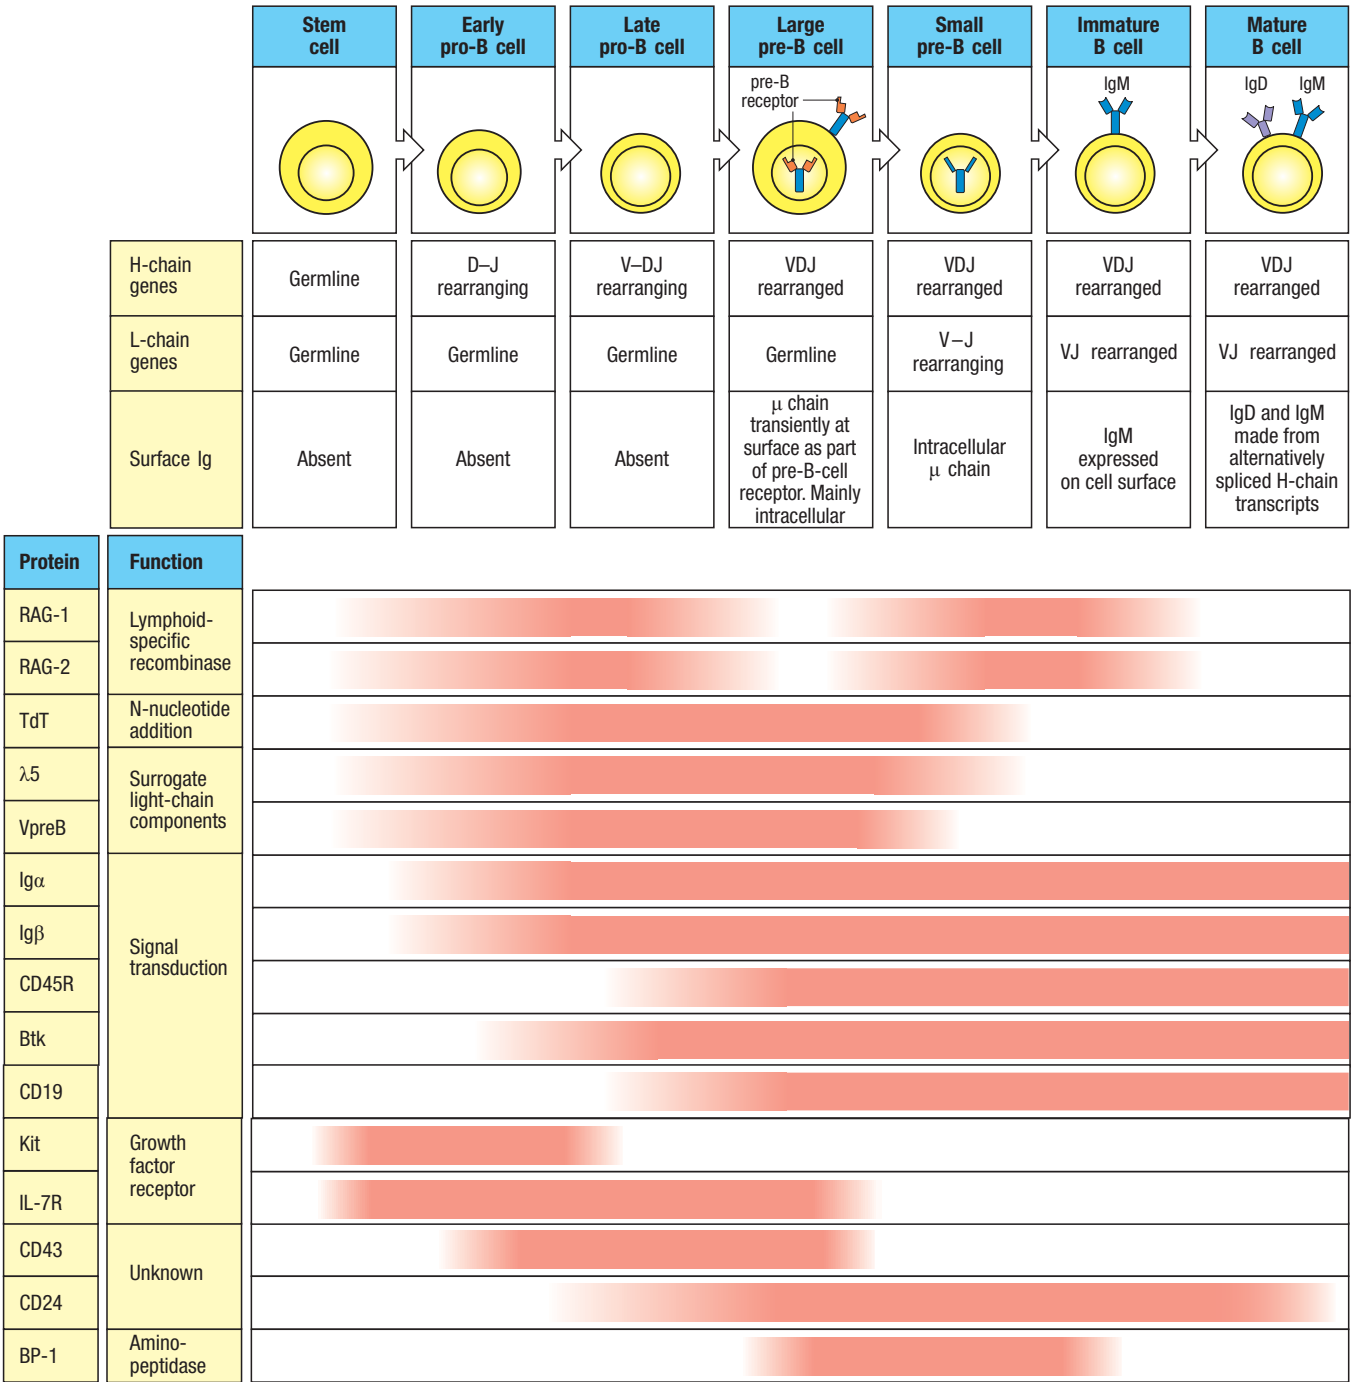 Stem
cell
Early
pro-B cell
Late
pro-B cell
Large
pre-B cell
Small
pre-B cell
Immature
B cell
Mature
B cell
pre-B
receptor
IgM
IgD
IgM
H-chain
genes
Germline
D–J
rearranging
V–DJ
rearranging
VDJ
rearranged
VDJ
rearranged
VDJ
rearranged
VDJ
rearranged
L-chain
genes
Germline
Germline
Germline
Germline
V–J
rearranging
VJ rearranged
VJ rearranged
Surface Ig
Absent
Absent
Absent
μ chain
transiently at
surface as part
of pre-B-cell
receptor. Mainly
intracellular
Intracellular
μ chain
IgM
expressed
on cell surface
IgD and IgM
made from
alternatively
spliced H-chain
transcripts
Protein
Function
RAG-1
Lymphoid-
specific
recombinase
RAG-2
TdT
N-nucleotide
addition
λ5
Surrogate
light-chain
components
VpreB
Igα
Igβ
Signal
transduction
CD45R
Btk
CD19
Kit
Growth
factor
receptor
IL-7R
CD43
Unknown
CD24
BP-1
Amino-
peptidase